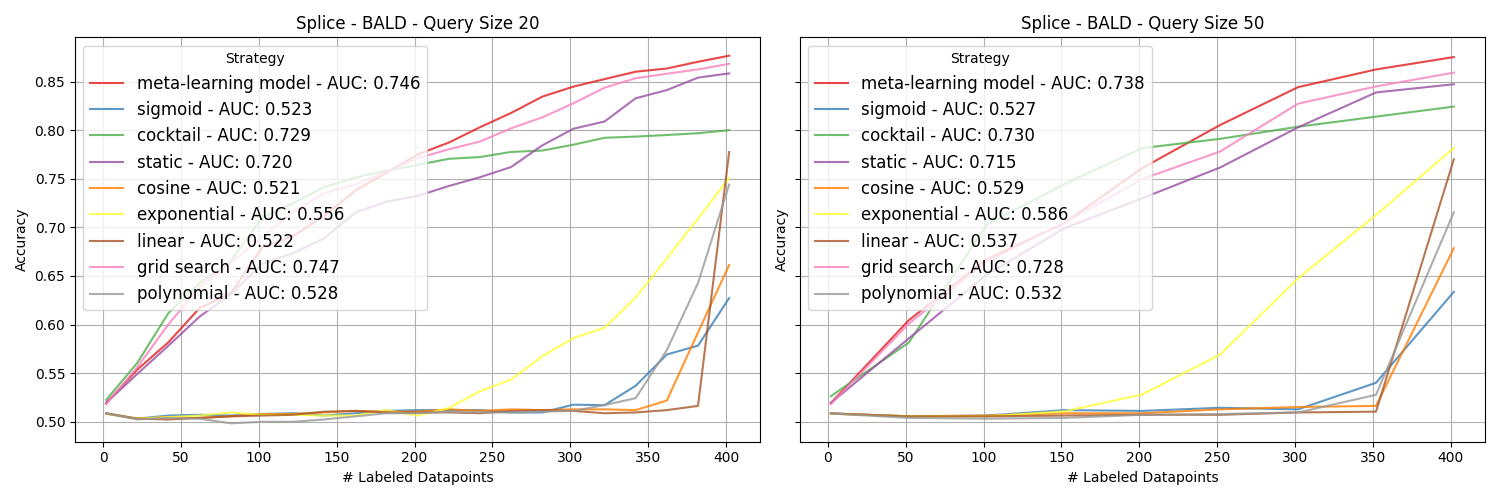 Splice - BALD - Query Size 20
Strategy
meta-learning model - AUC: 0.746
sigmoid - AUC: 0.523
cocktail - AUC: 0.729
static - AUC: 0.720
cosine - AUC: 0.521
exponential - AUC: 0.556
linear - AUC: 0.522
grid search - AUC: 0.747
polynomial - AUC: 0.528
Accuracy
0.85
0.80
0.75
0.70
0.65
0.60
0.55
0.50
0 50 100 150 200 250 300 350 400
# Labeled Datapoints
Splice - BALD - Query Size 50
Strategy
meta-learning model - AUC: 0.738
sigmoid - AUC: 0.527
cocktail - AUC: 0.730
static - AUC: 0.715
cosine - AUC: 0.529
exponential - AUC: 0.586
linear - AUC: 0.537
grid search - AUC: 0.728
polynomial - AUC: 0.532
Accuracy
0 50 100 150 200 250 300 350 400
# Labeled Datapoints